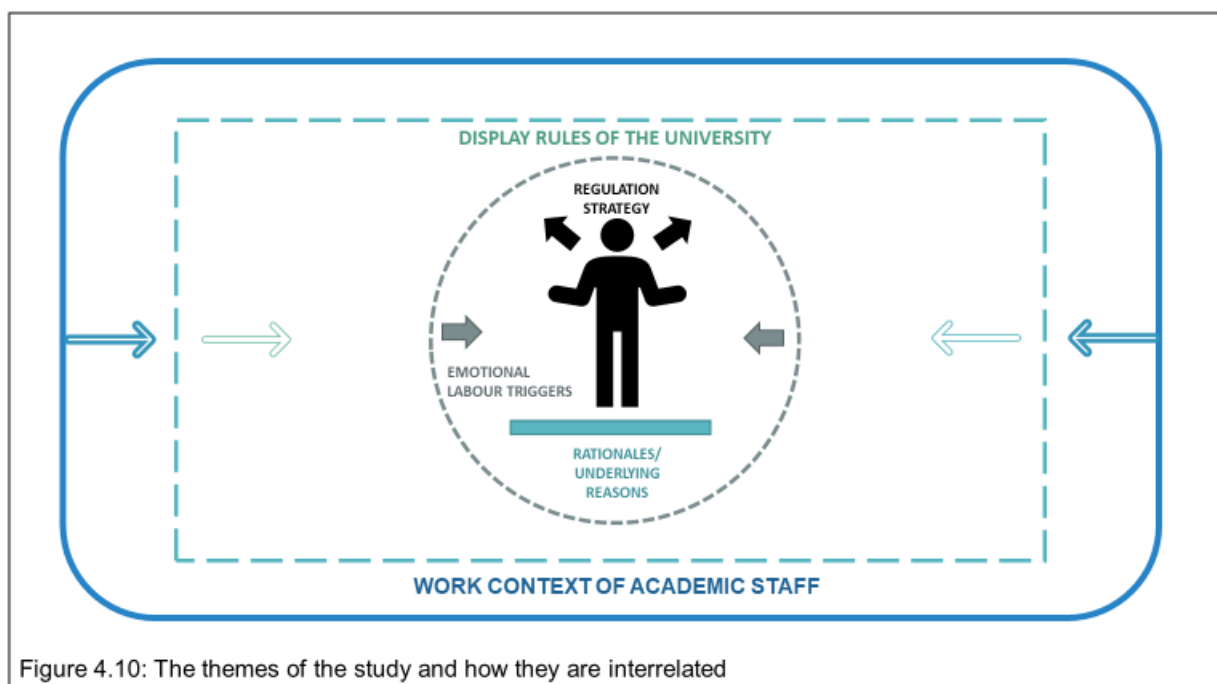 DISPLAY RULES OF THE UNIVERSITY
REGULATION
STRATEGY
EMOTIONAL
LABOUR TRIGGERS
RATIONALES/
UNDERLYING
REASONS
WORK CONTEXT OF ACADEMIC STAFF
Figure 4.10: The themes of the study and how they are interrelated